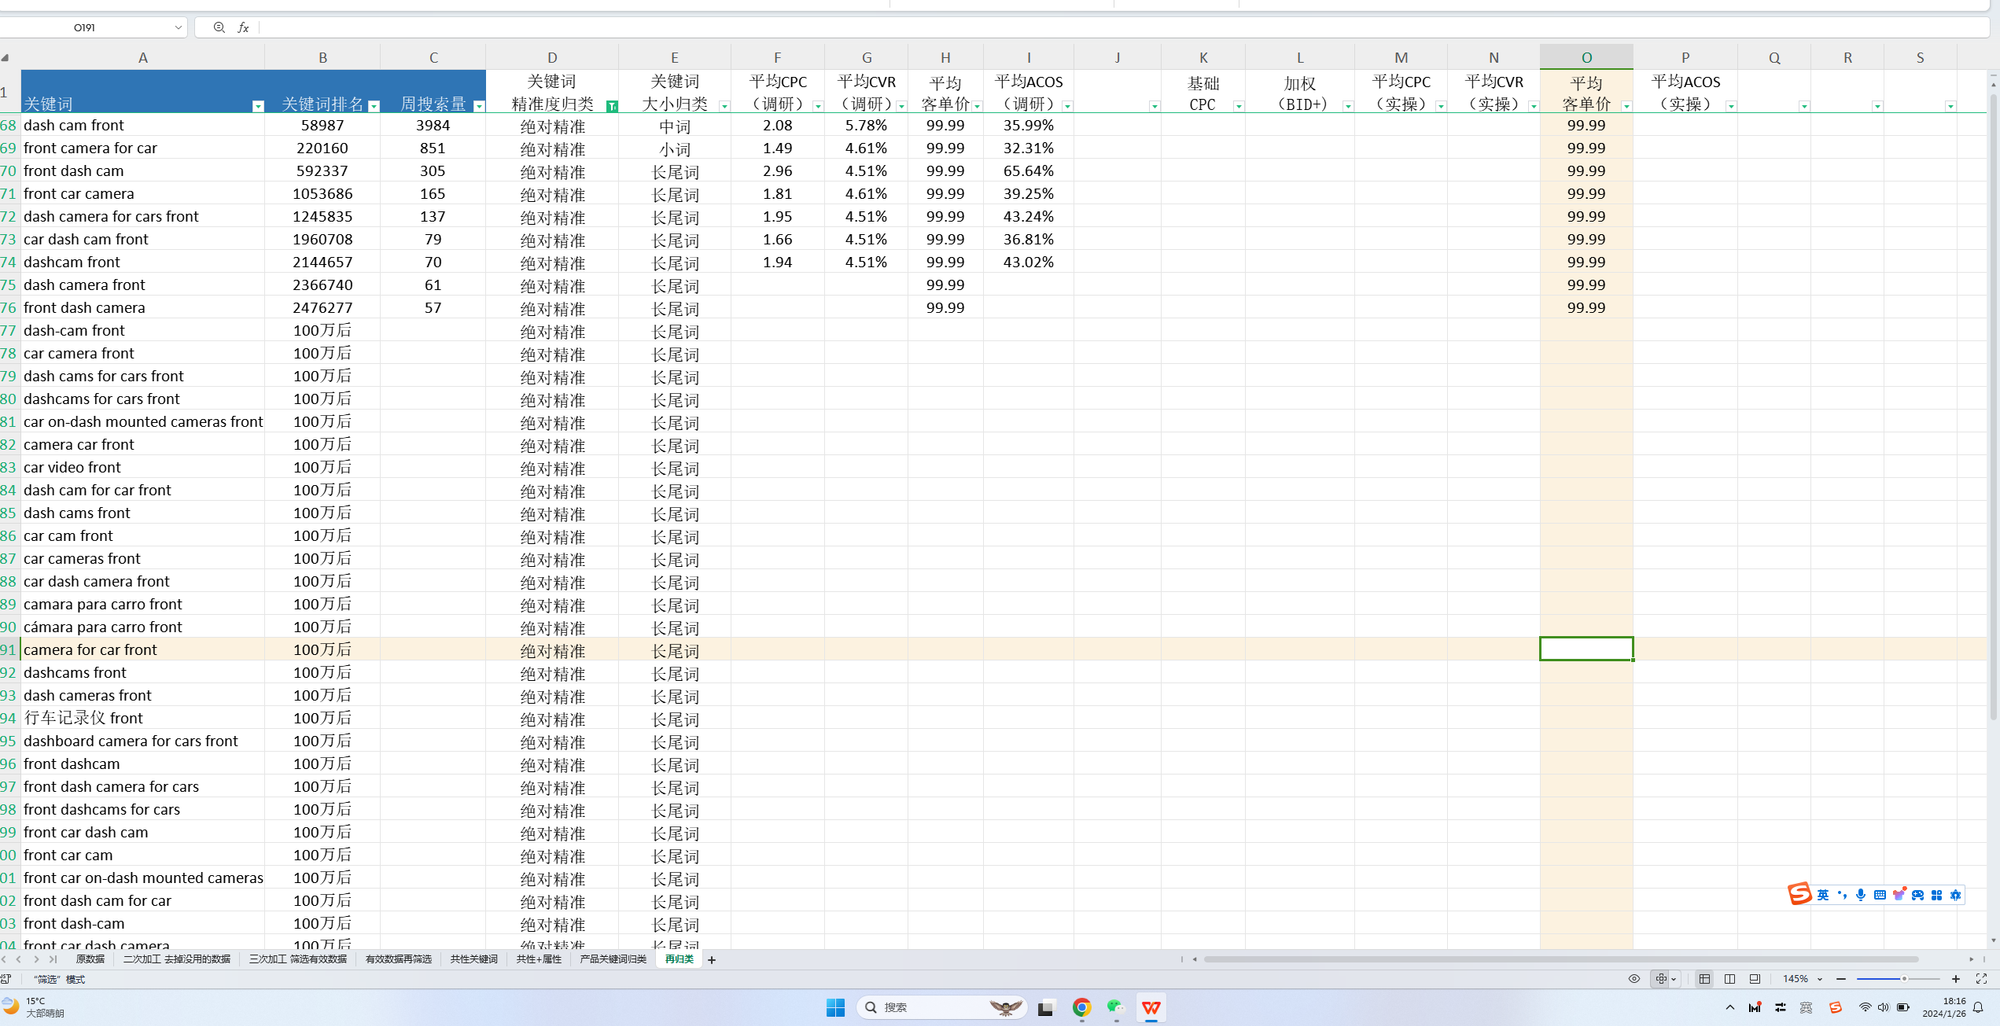 O191 fx
A B C D E F G H I J K L M N O P Q R S
1 关键词 关键词排名 周搜索量 关键词 精准度归类 关键词 大小归类 平均CPC (调研) 平均CVR (调研) 平均 客单价 平均ACOS (调研) 基础 CPC 加权 (BID+) 平均CPC (实操) 平均CVR (实操) 平均 客单价 平均ACOS (实操)
68 dash cam front 58987 3984 绝对精准 中词 2.08 5.78% 99.99 35.99% 99.99
69 front camera for car 220160 851 绝对精准 小词 1.49 4.61% 99.99 32.31% 99.99
70 front dash cam 592337 305 绝对精准 长尾词 2.96 4.51% 99.99 65.64% 99.99
71 front car camera 1053686 165 绝对精准 长尾词 1.81 4.61% 99.99 39.25% 99.99
72 dash camera for cars front 1245835 137 绝对精准 长尾词 1.95 4.51% 99.99 43.24% 99.99
73 car dash cam front 1960708 79 绝对精准 长尾词 1.66 4.51% 99.99 36.81% 99.99
74 dashcam front 2144657 70 绝对精准 长尾词 1.94 4.51% 99.99 43.02% 99.99
75 dash camera front 2366740 61 绝对精准 长尾词 99.99 99.99
76 front dash camera 2476277 57 绝对精准 长尾词 99.99 99.99
77 dash-cam front 100万后 绝对精准 长尾词
78 car camera front 100万后 绝对精准 长尾词
79 dash cams for cars front 100万后 绝对精准 长尾词
80 dashcams for cars front 100万后 绝对精准 长尾词
81 car on-dash mounted cameras front 100万后 绝对精准 长尾词
82 camera car front 100万后 绝对精准 长尾词
83 car video front 100万后 绝对精准 长尾词
84 dash cam for car front 100万后 绝对精准 长尾词
85 dash cams front 100万后 绝对精准 长尾词
86 car cam front 100万后 绝对精准 长尾词
87 car cameras front 100万后 绝对精准 长尾词
88 car dash camera front 100万后 绝对精准 长尾词
89 camara para carro front 100万后 绝对精准 长尾词
90 cámara para carro front 100万后 绝对精准 长尾词
91 camera for car front 100万后 绝对精准 长尾词
92 dashcams front 100万后 绝对精准 长尾词
93 dash cameras front 100万后 绝对精准 长尾词
94 行车记录仪 front 100万后 绝对精准 长尾词
95 dashboard camera for cars front 100万后 绝对精准 长尾词
96 front dashcam 100万后 绝对精准 长尾词
97 front dash camera for cars 100万后 绝对精准 长尾词
98 front dashcams for cars 100万后 绝对精准 长尾词
99 front car dash cam 100万后 绝对精准 长尾词
00 front car cam 100万后 绝对精准 长尾词
01 front car on-dash mounted cameras 100万后 绝对精准 长尾词
02 front dash cam for car 100万后 绝对精准 长尾词
03 front dash-cam 100万后 绝对精准 长尾词
04 front car dash camera 100万后 绝对精准 长尾词
英
原数据 二次加工 去掉没用的数据 三次加工 筛选有效数据 有效数据再筛选 共性关键词 共性+属性 产品关键词归类 再归类 +
"筛选" 模式 145%
15°C
大部晴朗
搜索
18:16
2024/1/26